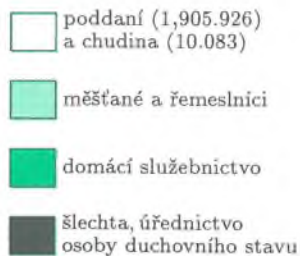 poddaní (1,905.926)
a chudina (10.083)
měšťané a řemeslníci
domácí služebnictvo
šlechta, úřednictvo
osoby duchovního stavu